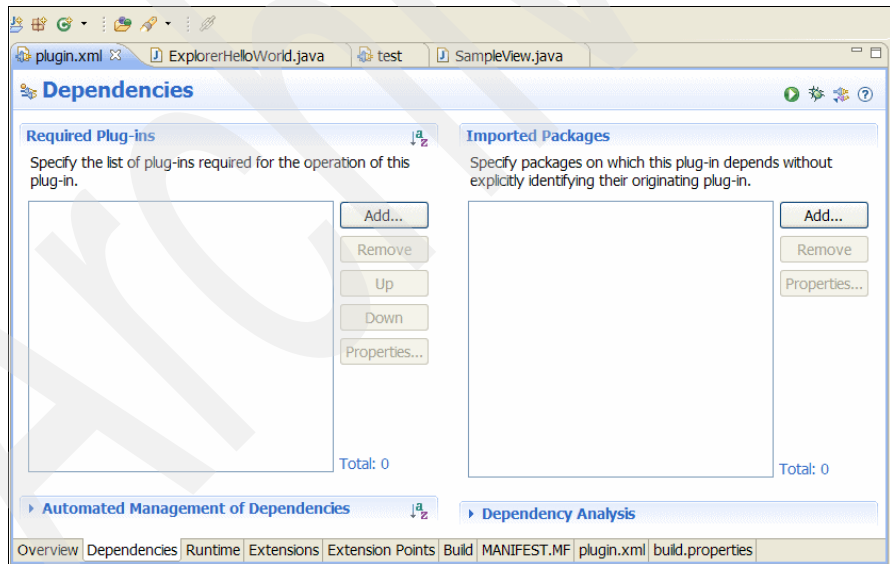 plugin.xml
ExplorerHelloWorld.java
test
SampleView.java
Dependencies
Required Plug-ins
Specify the list of plug-ins required for the operation of this
plug-in.
Add...
Remove
Up
Down
Properties...
Total: 0
Imported Packages
Specify packages on which this plug-in depends without
explicitly identifying their originating plug-in.
Add...
Remove
Properties...
Total: 0
Automated Management of Dependencies
Dependency Analysis
Overview Dependencies Runtime Extensions Extension Points Build MANIFEST.MF plugin.xml build.properties